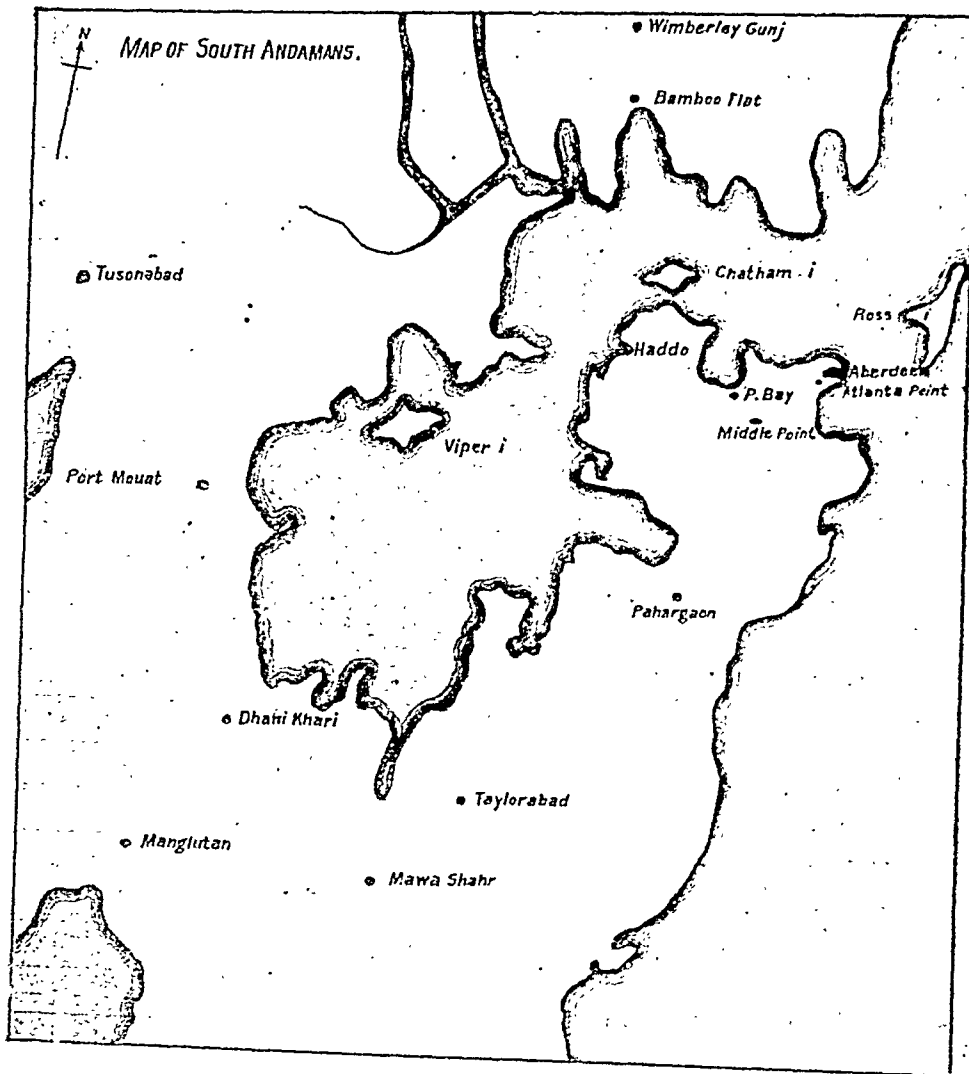 N
MAP OF SOUTH ANDAMANS.
Wimberley Gunj
Bamboo Flat
Tusonabad
Chatham. i
Ross
Haddo
Aberdeen
Atlanta Point
P. Bay
Middle Point
Viper i
Port Mouat
Pahargaon
Dhani Khari
Taylorabad
Manglutan
Mawa Shahr